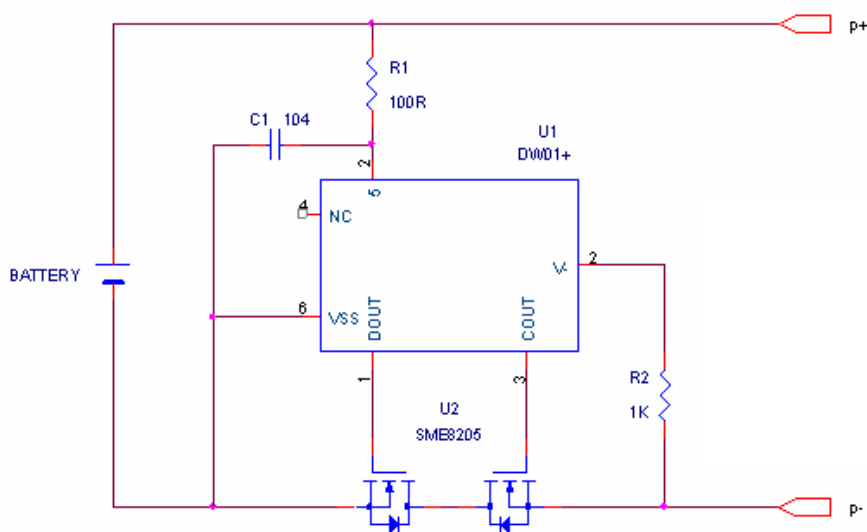 p+
R1
100R
C1 104
U1
DW01+
2
5
4
NC
BATTERY
V-
2
6
VSS
DOUT
COUT
1
3
R2
1K
U2
SME8205
p-